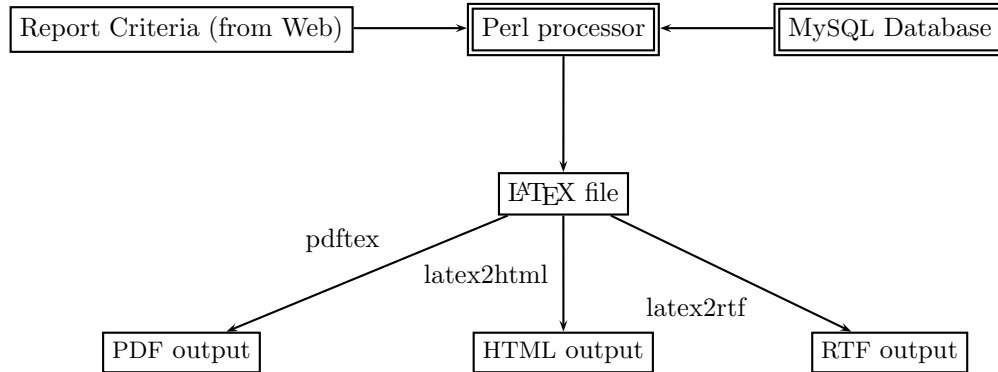 Report Criteria (from Web)
Perl processor
MySQL Database
LATEX file
pdftex
latex2html
latex2rtf
PDF output
HTML output
RTF output